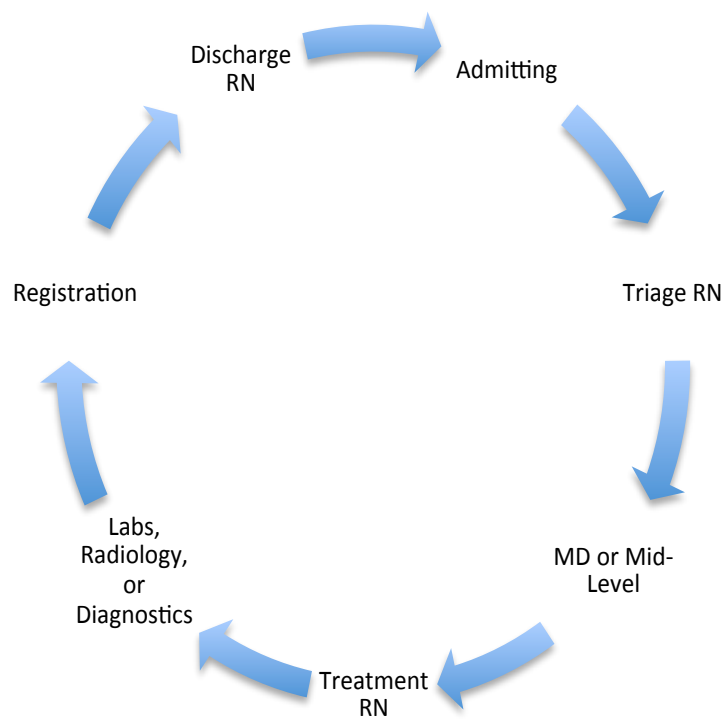 Discharge
RN
Admitting
Triage RN
MD or Mid-
Level
Treatment
RN
Labs,
Radiology,
or
Diagnostics
Registration